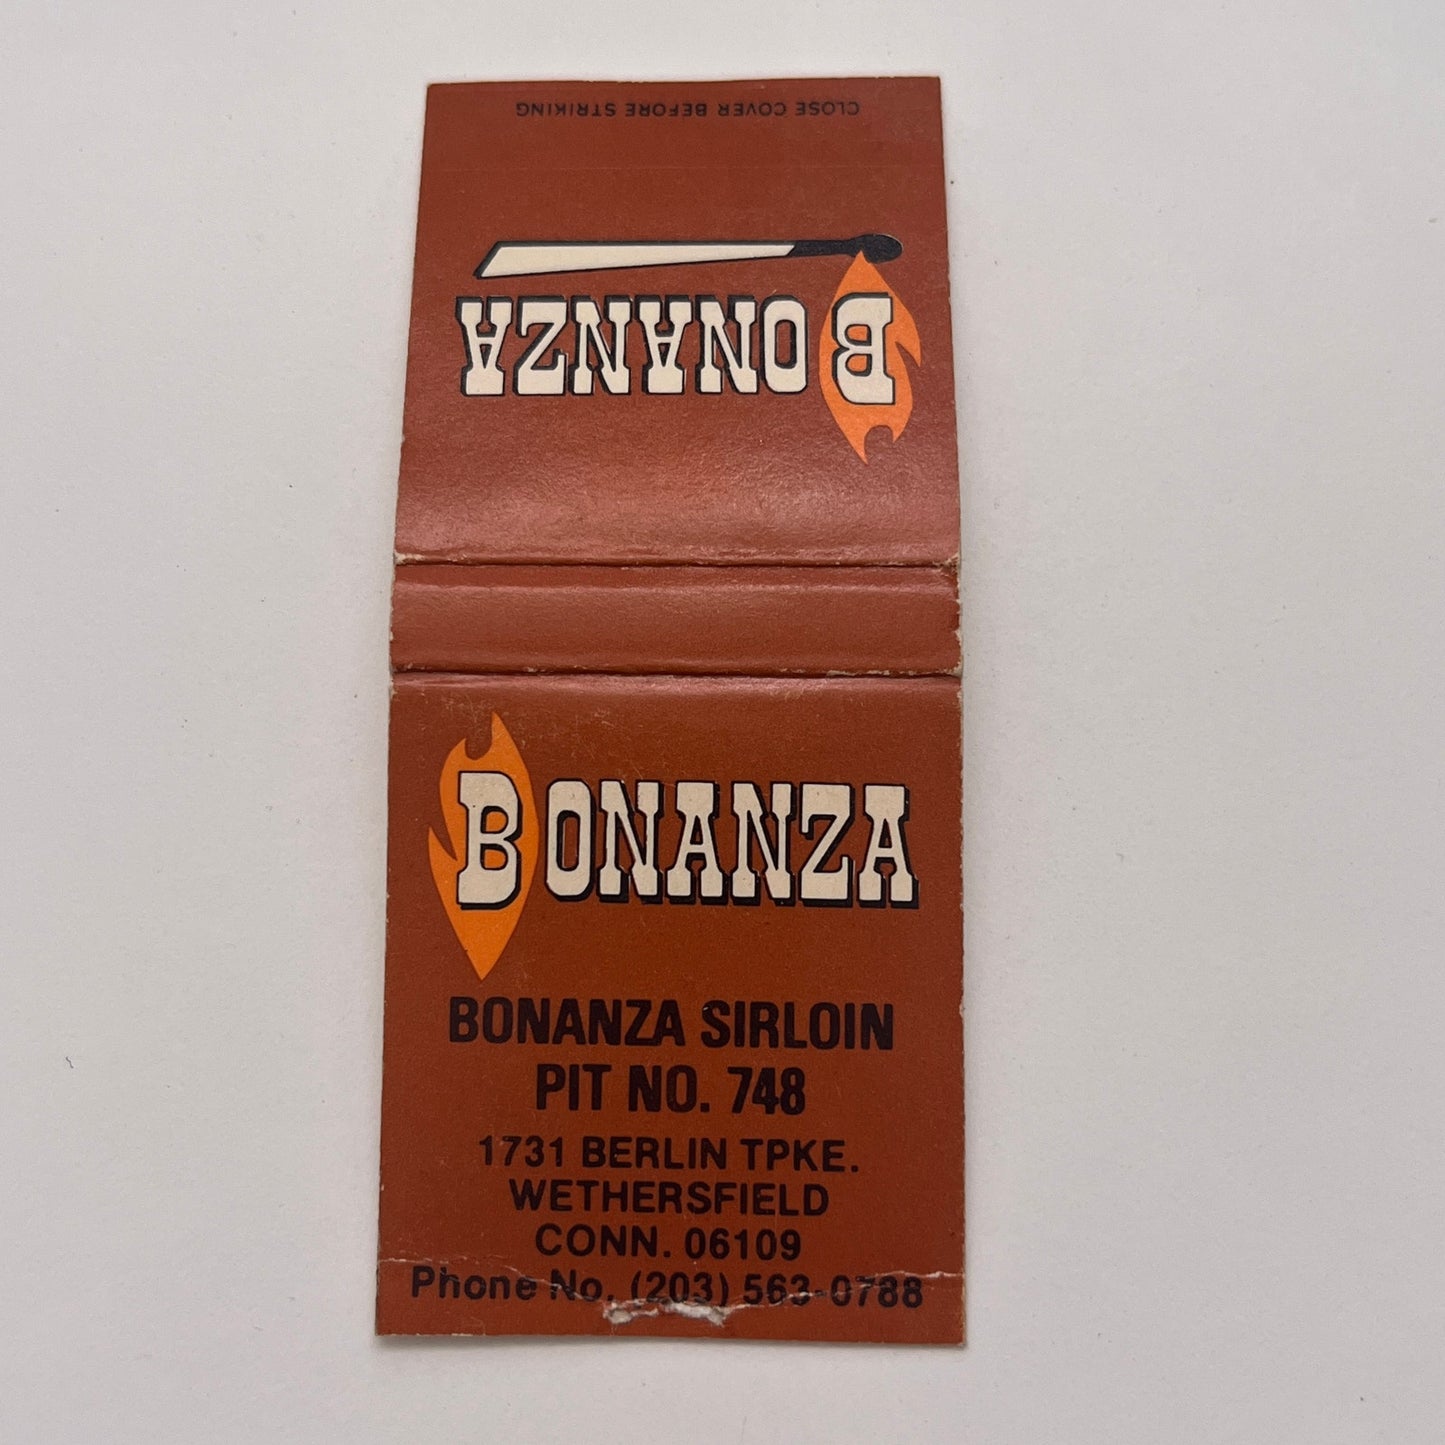 CLOSE COVER BEFORE STRIKING
BONANZA
BONANZA
BONANZA SIRLOIN
PIT NO. 748
1731 BERLIN TPKE.
WETHERSFIELD
CONN. 06109
Phone No. (203) 563-0788